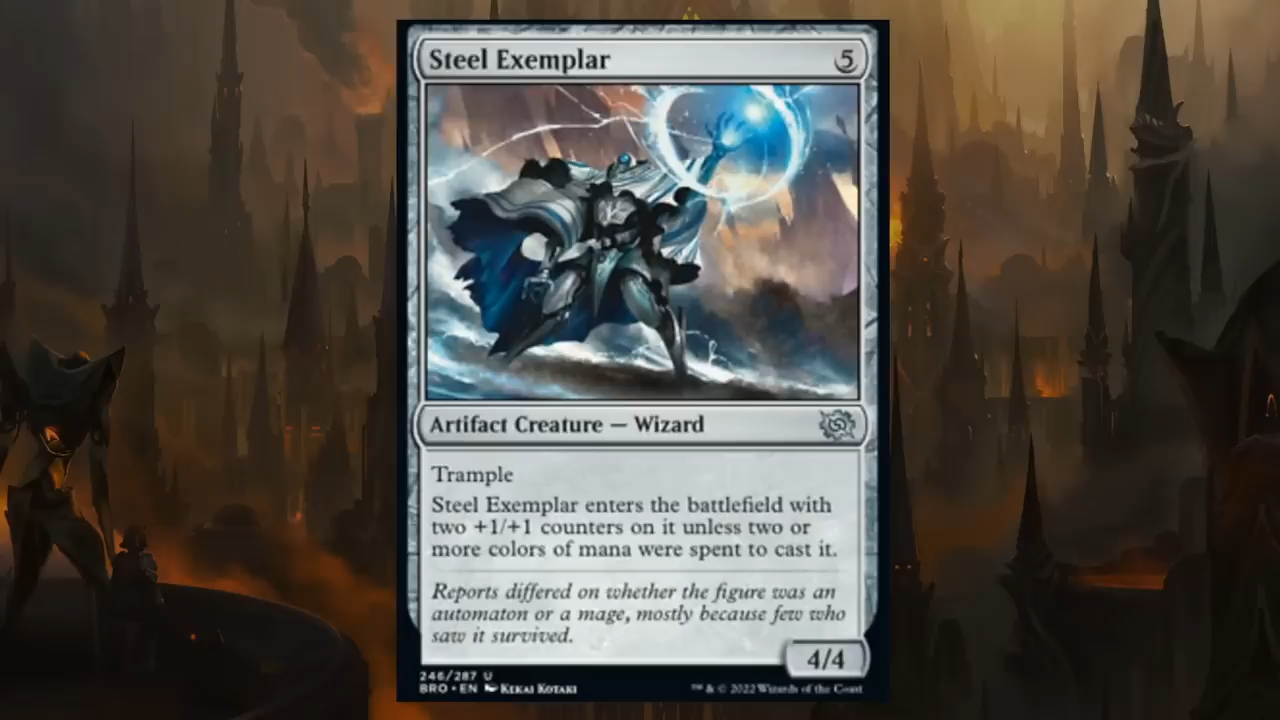 Steel Exemplar 5
Artifact Creature — Wizard
Trample
Steel Exemplar enters the battlefield with
two +1/+1 counters on it unless two or
more colors of mana were spent to cast it.
Reports differed on whether the figure was an
automaton or a mage, mostly because few who
saw it survived.
4/4
246/287 U
BRO • EN Kekai Kotaki
™ & © 2022 Wizards of the Coast